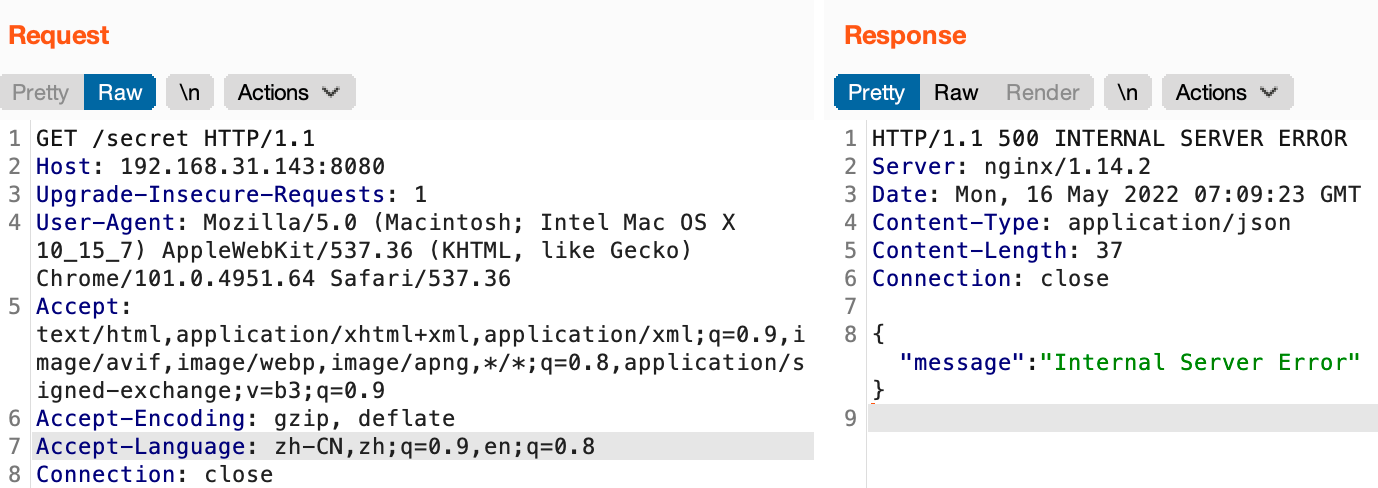 Request
Pretty Raw \n Actions
1 GET /secret HTTP/1.1
2 Host: 192.168.31.143:8080
3 Upgrade-Insecure-Requests: 1
4 User-Agent: Mozilla/5.0 (Macintosh; Intel Mac OS X
10_15_7) AppleWebKit/537.36 (KHTML, like Gecko)
Chrome/101.0.4951.64 Safari/537.36
5 Accept:
text/html,application/xhtml+xml,application/xml;q=0.9,i
mage/avif,image/webp,image/apng,*/*;q=0.8,application/s
igned-exchange;v=b3;q=0.9
6 Accept-Encoding: gzip, deflate
7 Accept-Language: zh-CN,zh;q=0.9,en;q=0.8
8 Connection: close
Response
Pretty Raw Render \n Actions
1 HTTP/1.1 500 INTERNAL SERVER ERROR
2 Server: nginx/1.14.2
3 Date: Mon, 16 May 2022 07:09:23 GMT
4 Content-Type: application/json
5 Content-Length: 37
6 Connection: close
7
8 {
"message":"Internal Server Error"
}
9